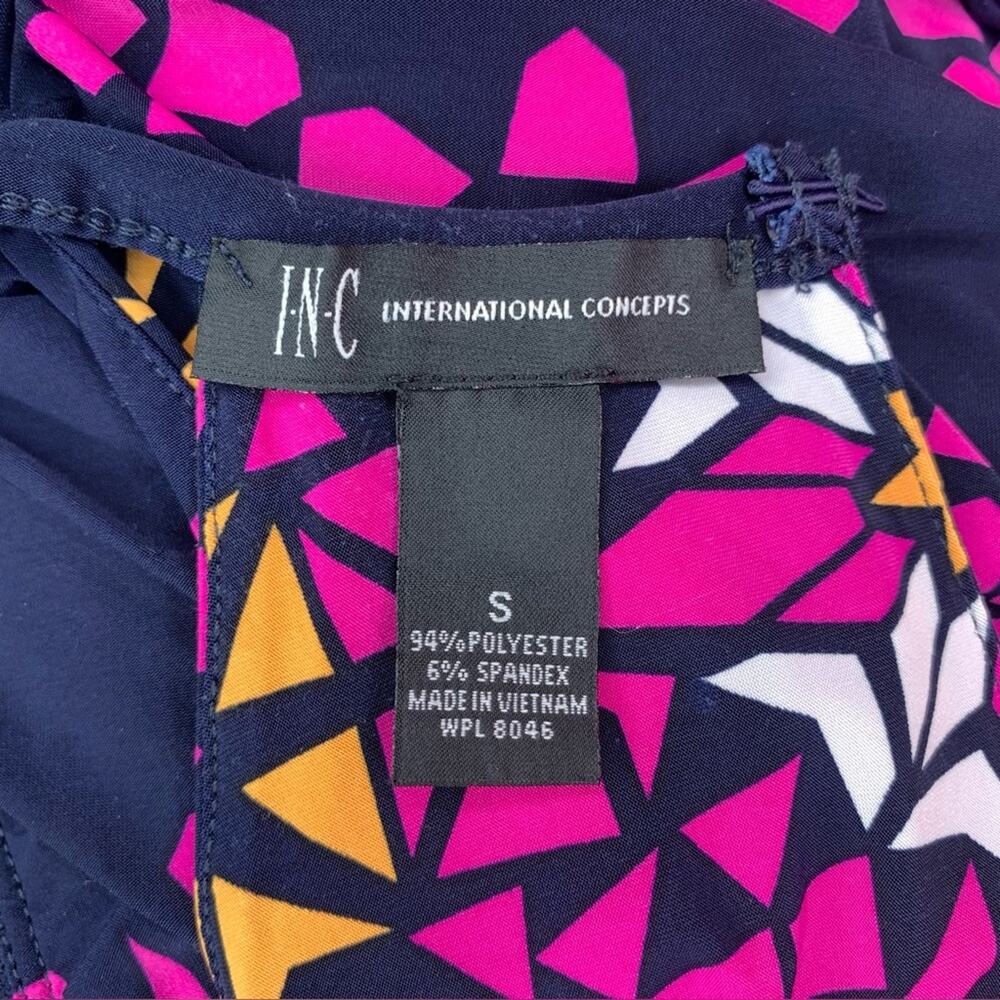 I·N·C INTERNATIONAL CONCEPTS
S
94% POLYESTER
6% SPANDEX
MADE IN VIETNAM
WPL 8046